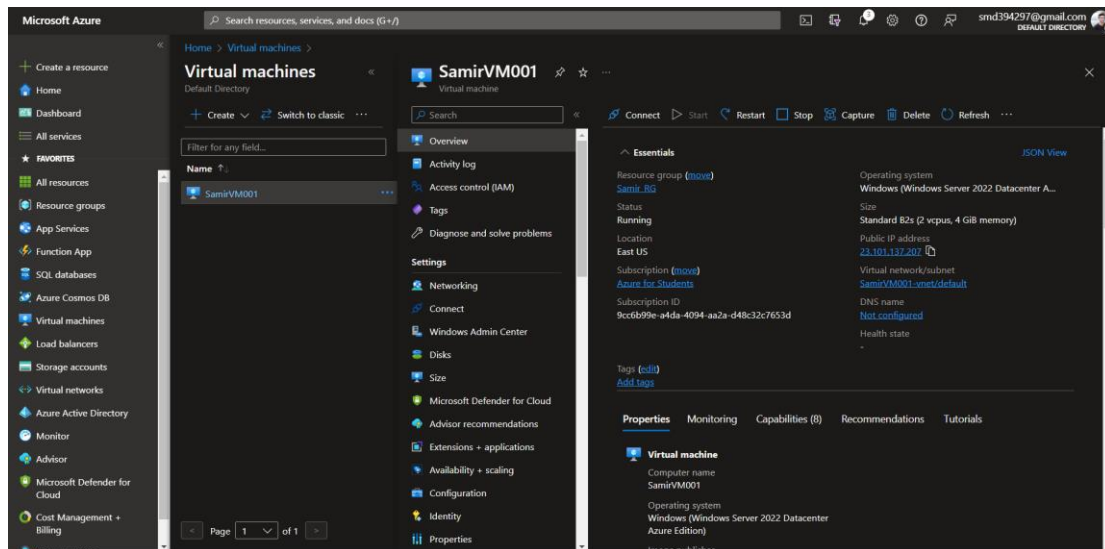 Microsoft Azure
Search resources, services, and docs (G+/)
smd394297@gmail.com
DEFAULT DIRECTORY
Create a resource
Home
Dashboard
All services
FAVORITES
All resources
Resource groups
App Services
Function App
SQL databases
Azure Cosmos DB
Virtual machines
Load balancers
Storage accounts
Virtual networks
Azure Active Directory
Monitor
Advisor
Microsoft Defender for
Cloud
Cost Management +
Billing
Home > Virtual machines >
Virtual machines
Default Directory
Create
Switch to classic
Filter for any field...
Name
SamirVM001
Page 1 of 1
SamirVM001
Virtual machine
Search
Overview
Activity log
Access control (IAM)
Tags
Diagnose and solve problems
Settings
Networking
Connect
Windows Admin Center
Disks
Size
Microsoft Defender for Cloud
Advisor recommendations
Extensions + applications
Availability + scaling
Configuration
Identity
Properties
Connect
Start
Restart
Stop
Capture
Delete
Refresh
Essentials
JSON View
Resource group (move)
Samir_RG
Status
Running
Location
East US
Subscription (move)
Azure for Students
Subscription ID
9cc6b99e-a4da-4094-aa2a-d48c32c7653d
Operating system
Windows (Windows Server 2022 Datacenter A...
Size
Standard B2s (2 vcpus, 4 GiB memory)
Public IP address
23.101.137.207
Virtual network/subnet
SamirVM001-vnet/default
DNS name
Not configured
Health state
-
Tags (edit)
Add tags
Properties
Monitoring
Capabilities (8)
Recommendations
Tutorials
Virtual machine
Computer name
SamirVM001
Operating system
Windows (Windows Server 2022 Datacenter
Azure Edition)